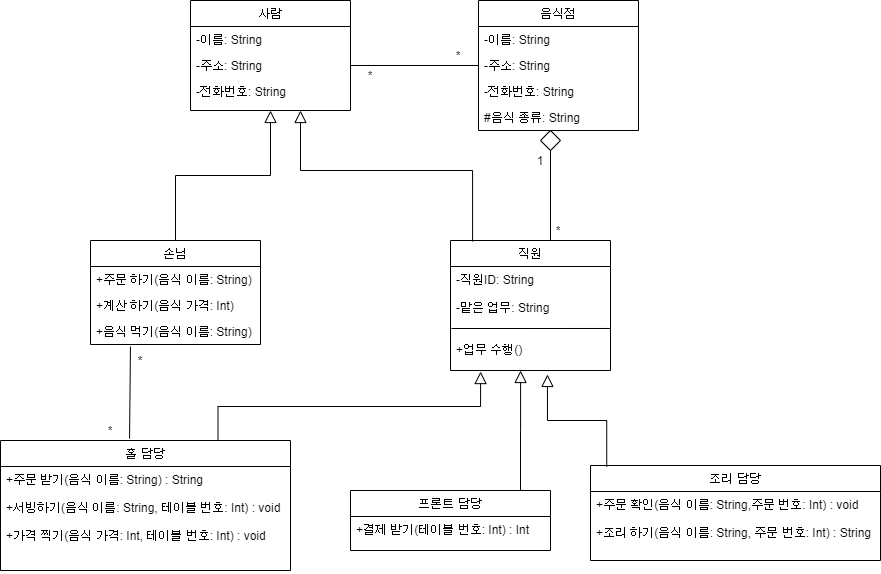 사람
-이름: String
-주소: String
-전화번호: String
음식점
-이름: String
-주소: String
-전화번호: String
#음식 종류: String
*
*
1
*
손님
+주문 하기(음식 이름: String)
+계산 하기(음식 가격: Int)
+음식 먹기(음식 이름: String)
직원
-직원ID: String
-맡은 업무: String
+업무 수행()
*
*
홀 담당
+주문 받기(음식 이름: String) : String
+서빙하기(음식 이름: String, 테이블 번호: Int) : void
+가격 찍기(음식 가격: Int, 테이블 번호: Int) : void
프론트 담당
+결제 받기(테이블 번호: Int) : Int
조리 담당
+주문 확인(음식 이름: String,주문 번호: Int) : void
+조리 하기(음식 이름: String, 주문 번호: Int) : String